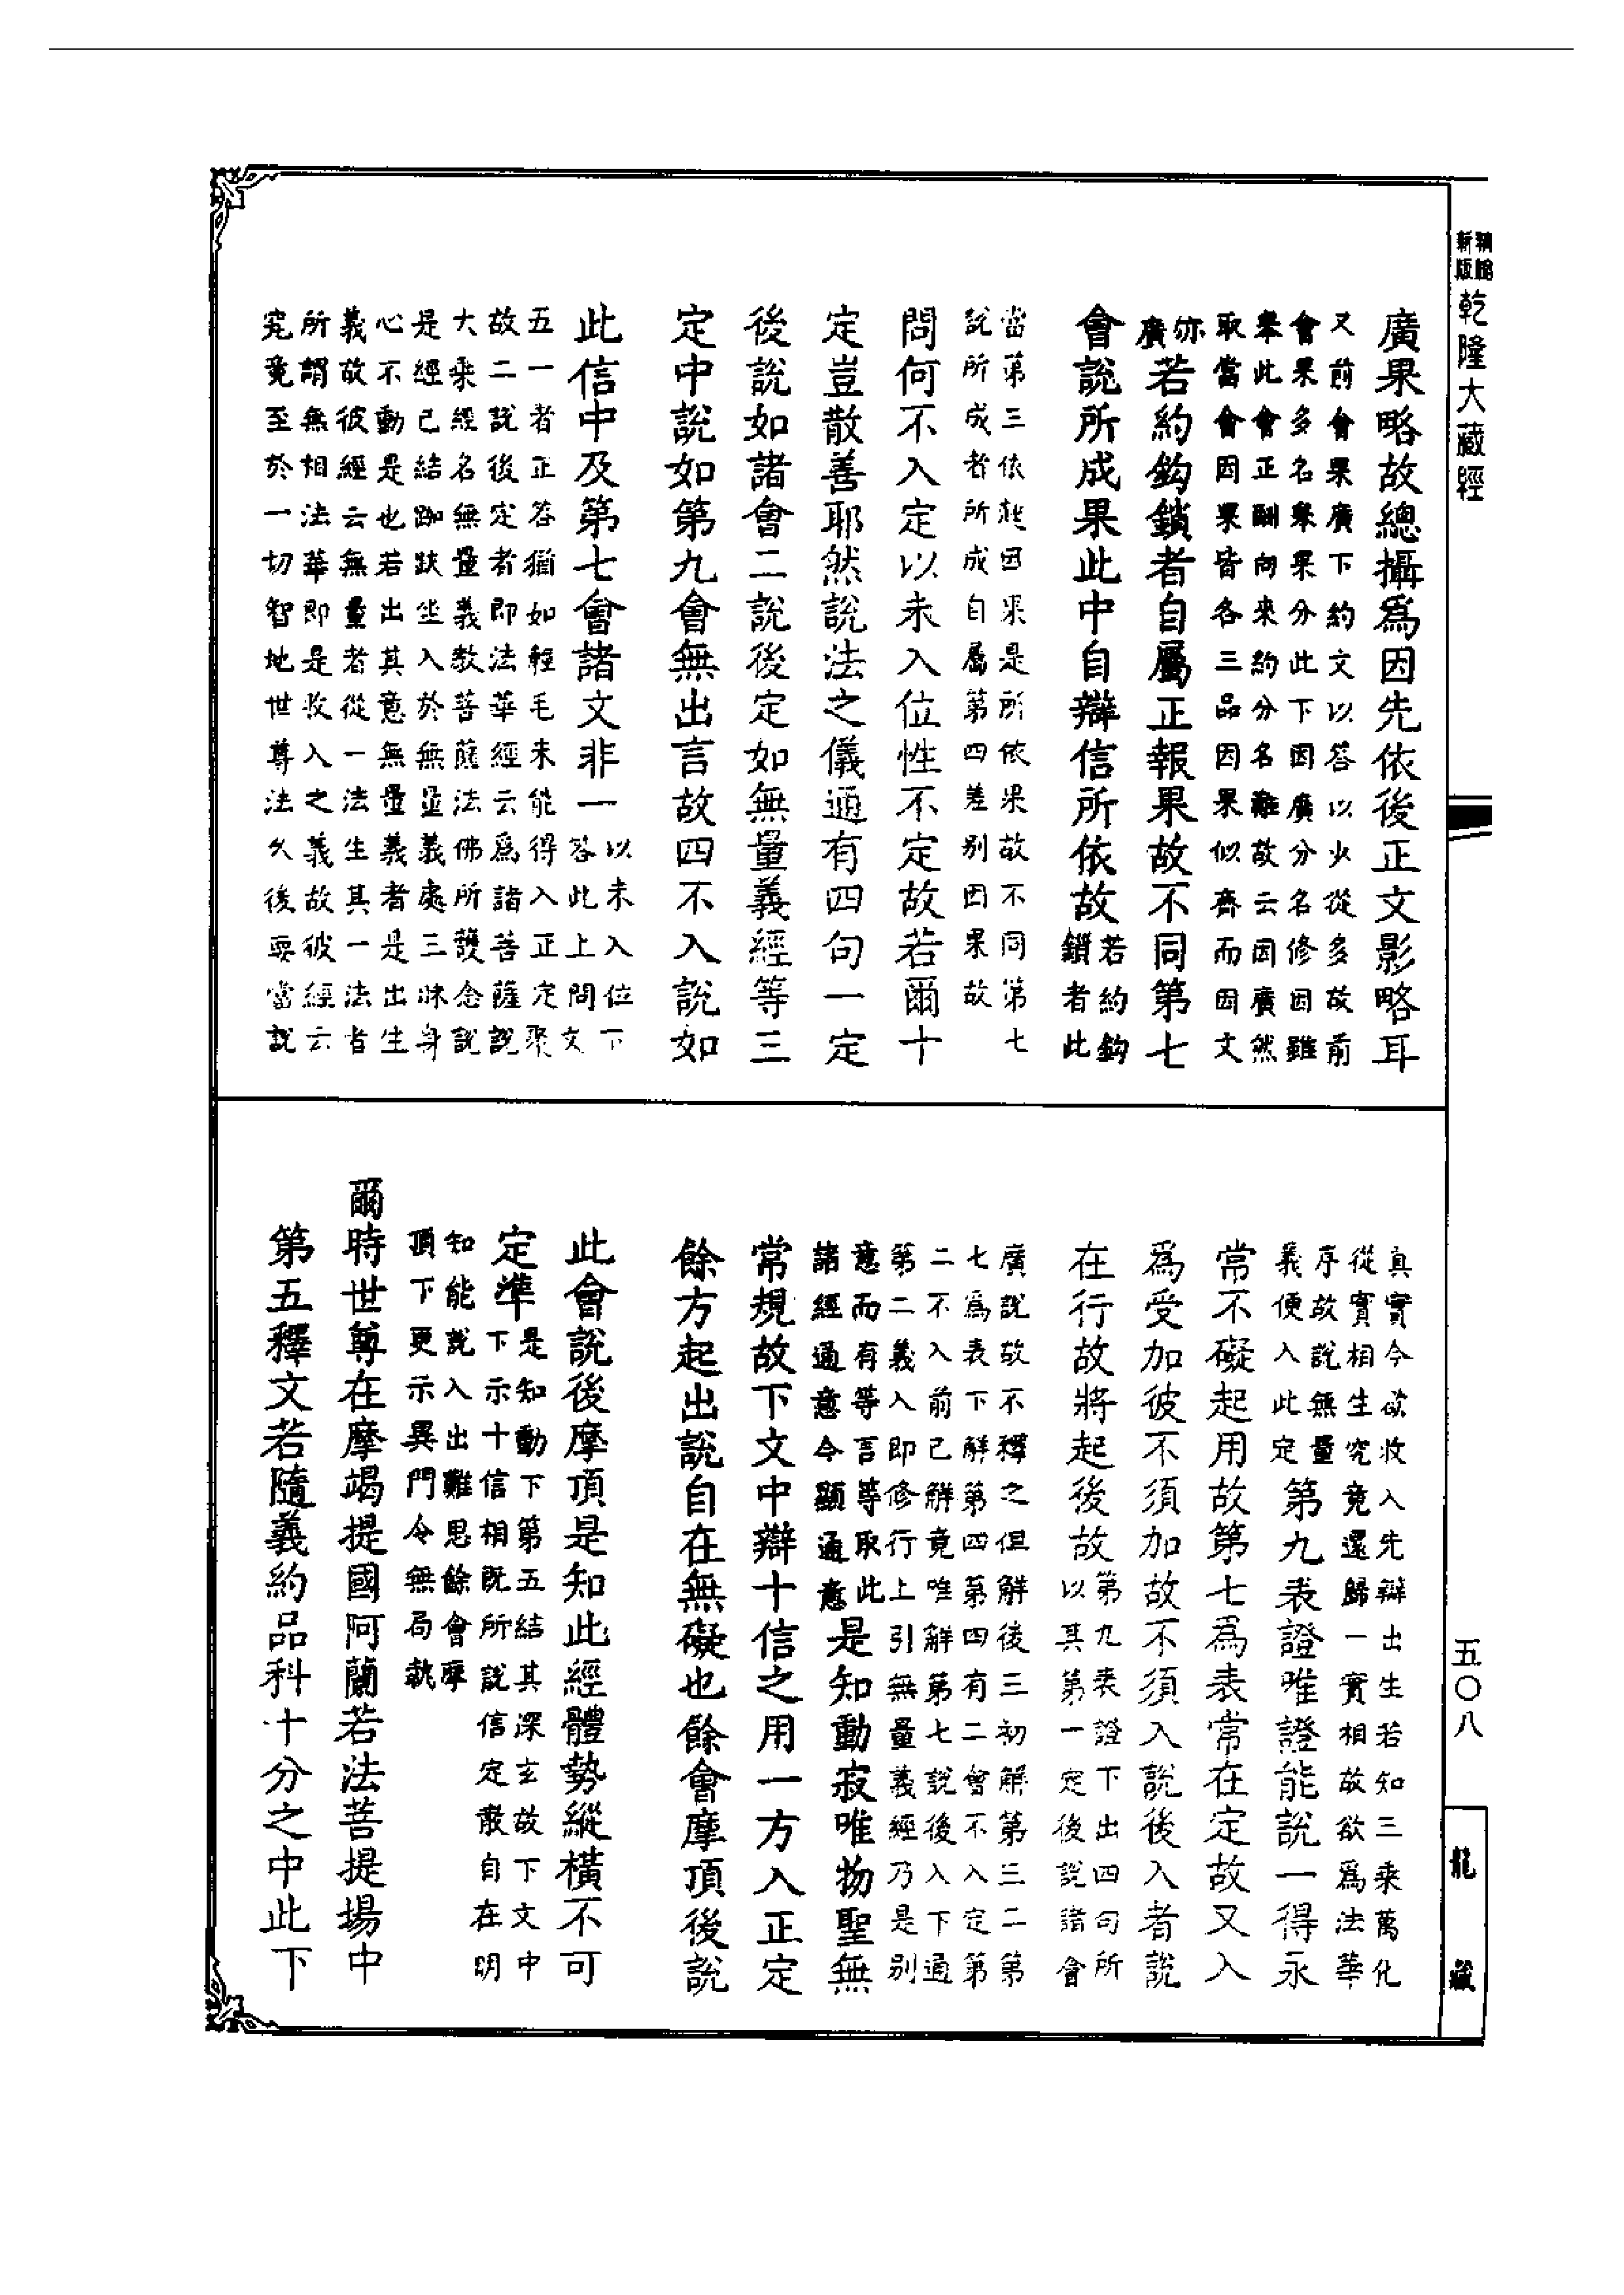 精繕
新版
乾隆大藏經
廣果略故總攝為因先依後正文影略耳
又前會果廣下約文以答以少從多故前
會果多名舉果分此下因廣分名修因雖
舉此會正酬向來約分名雖故云因廣然
取當會因果皆各三品因果似齊而因文
亦
廣
若約鈎鎖者自屬正報果故不同第七
會說所成果此中自辯信所依故
若約鈎
鎖者此
當第三依能因果是所依果故不同第七
說所成者所成自屬第四差別因果故
問何不入定以未入位性不定故若爾十
定豈散善耶然說法之儀通有四句一定
後說如諸會二說後定如無量義經等三
定中說如第九會無出言故四不入說如
此信中及第七會諸文非一
以未入位下
答此上問文
五一者正答猶如輕毛未能得入正定聚
故二說後定者即法華經云為諸菩薩說
大乘經名無量義教菩薩法佛所護念說
是經已結跏趺坐入於無量義處三昧身
心不動是也若出其意無量義者是出生
義故彼經云無量者從一法生其一法者
所謂無相法華即是收入之義故彼經云
究竟至於一切智地世尊法久後要當說
真實今欲收入先辯出生若知三乘萬化
從實相生究竟還歸一實相故欲為法華
序故說無量
義便入此定
第九表證唯證能說一得永
常不礙起用故第七為表常在定故又入
為受加彼不須加故不須入說後入者說
在行故將起後故
第九表證下出四句所
以其第一定後說諸會
廣說故不釋之但解後三初解第三二第
七為表下解第四第四有二二會不入定第
二不入前已解竟唯解第七說後入下通
第二義入即修行上引無量義經乃是別
意而有等言等取此
諸經通意今顯通意
是知動寂唯物聖無
常規故下文中辯十信之用一方入正定
餘方起出說自在無礙也餘會摩頂後說
此會說後摩頂是知此經體勢縱橫不可
定準
是知動下第五結其深玄故下文中
下示十信相既所說信定散自在明
知能說入出難思餘會摩
頂下更示異門令無局執
爾時世尊在摩竭提國阿蘭若法菩提場中
第五釋文若隨義約品科十分之中此下
五〇八
龍藏